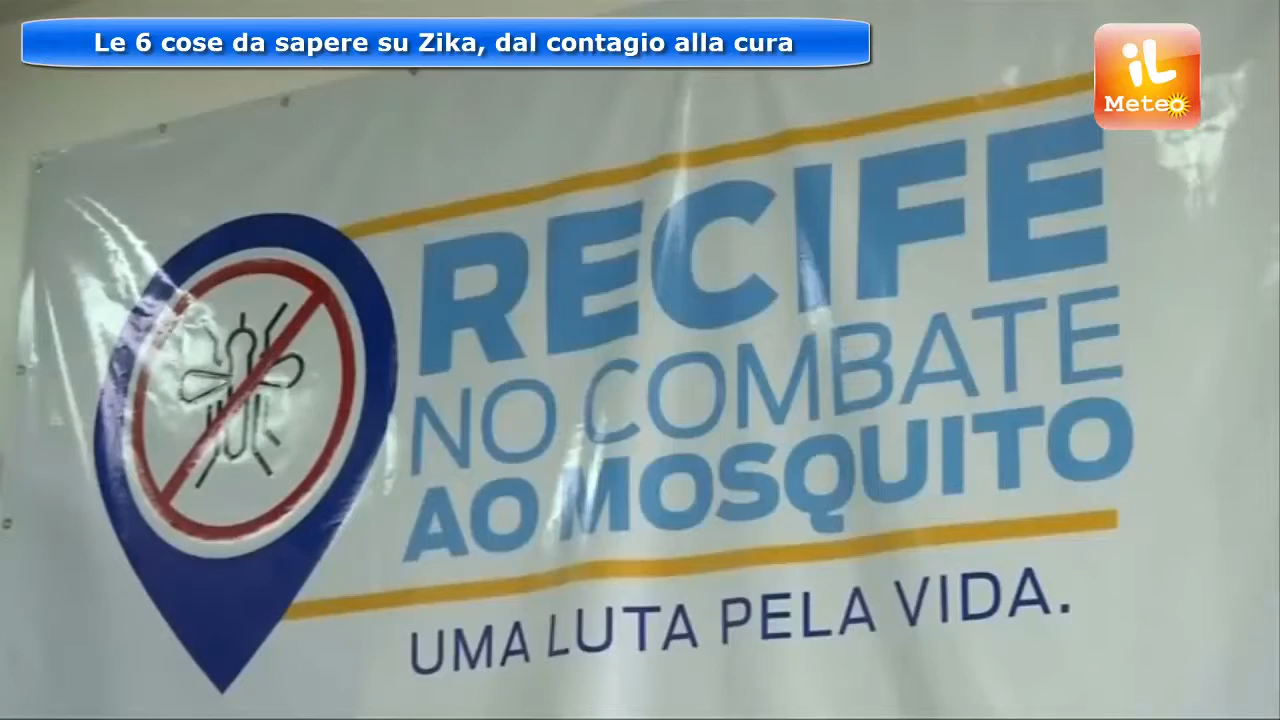 Le 6 cose da sapere su Zika, dal contagio alla cura
iL
Meteo
RECIFE
NO COMBATE
AO MOSQUITO
UMA LUTA PELA VIDA.